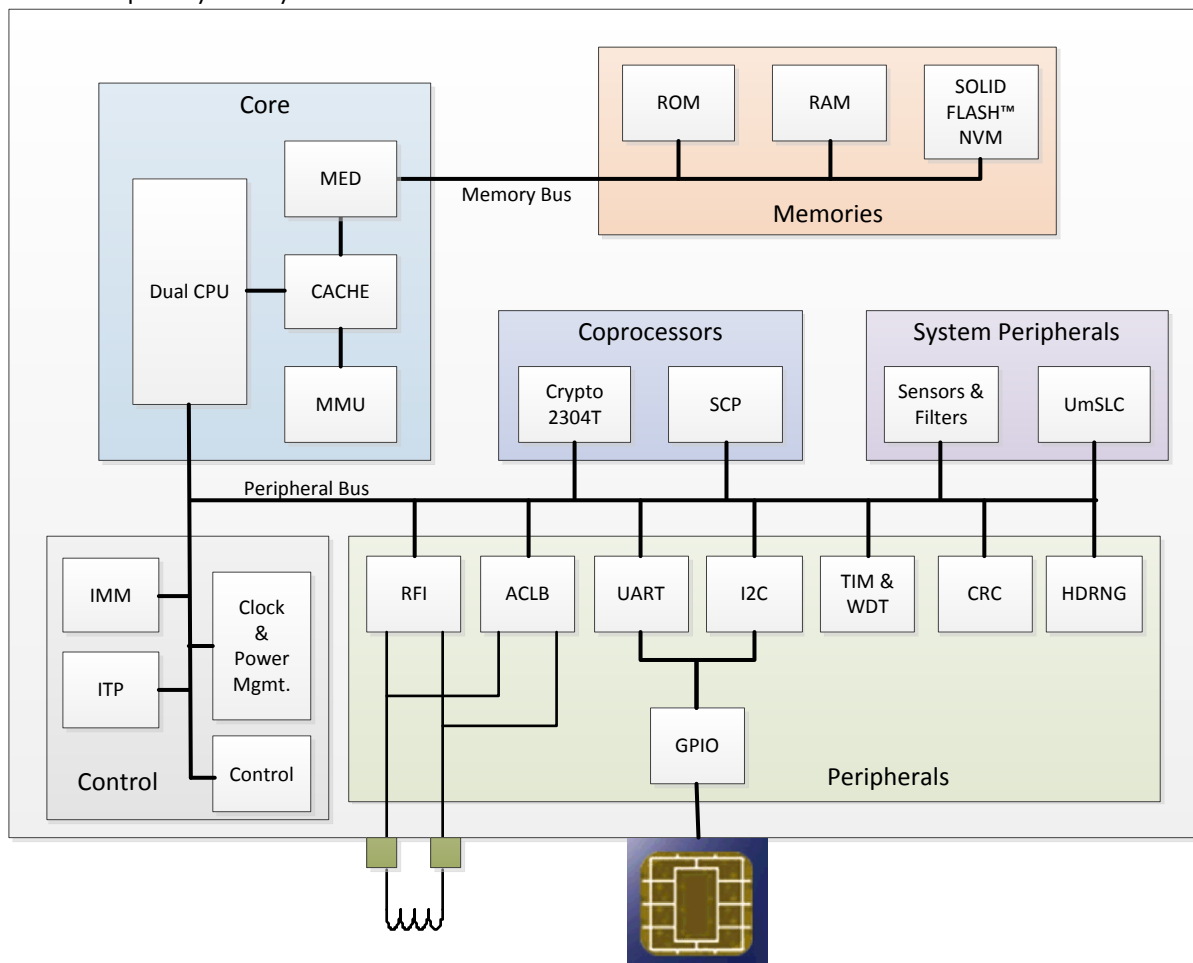 Core
MED
Dual CPU
CACHE
MMU
Memory Bus
ROM
RAM
SOLID
FLASH™
NVM
Memories
Coprocessors
Crypto
2304T
SCP
System Peripherals
Sensors &
Filters
UmSLC
Peripheral Bus
IMM
ITP
Clock
&
Power
Mgmt.
Control
Control
RFI
ACLB
UART
I2C
TIM &
WDT
CRC
HDRNG
GPIO
Peripherals